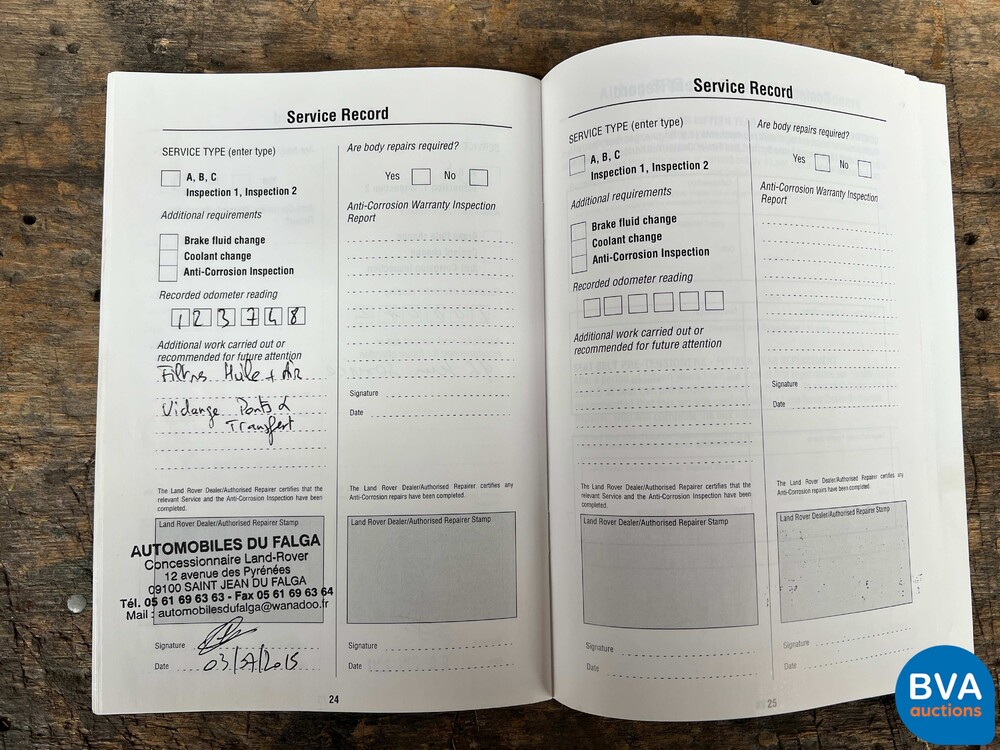 Service Record
SERVICE TYPE (enter type)
A, B, C
Inspection 1, Inspection 2
Additional requirements
Brake fluid change
Coolant change
Anti-Corrosion Inspection
Recorded odometer reading
1 2 3 7 4 8
Additional work carried out or
recommended for future attention
Filtres Huile + Air
Vidange Ponts &
Transfert
The Land Rover Dealer/Authorised Repairer certifies that the
relevant Service and the Anti-Corrosion Inspection have been
completed.
Land Rover Dealer/Authorised Repairer Stamp
AUTOMOBILES DU FALGA
Concessionnaire Land-Rover
12 avenue des Pyrénées
09100 SAINT JEAN DU FALGA
Tél. 05 61 69 63 63 - Fax 05 61 69 63 64
Mail : automobilesdufalga@wanadoo.fr
Signature
Date 03/07/2015
24
Are body repairs required?
Yes No
Anti-Corrosion Warranty Inspection
Report
Signature
Date
The Land Rover Dealer/Authorised Repairer certifies any
Anti-Corrosion repairs have been completed.
Land Rover Dealer/Authorised Repairer Stamp
Signature
Date
Service Record
SERVICE TYPE (enter type)
A, B, C
Inspection 1, Inspection 2
Additional requirements
Brake fluid change
Coolant change
Anti-Corrosion Inspection
Recorded odometer reading
Additional work carried out or
recommended for future attention
The Land Rover Dealer/Authorised Repairer certifies that the
relevant Service and the Anti-Corrosion Inspection have been
completed.
Land Rover Dealer/Authorised Repairer Stamp
Signature
Date
Are body repairs required?
Yes No
Anti-Corrosion Warranty Inspection
Report
Signature
Date
The Land Rover Dealer/Authorised Repairer certifies any
Anti-Corrosion repairs have been completed.
Land Rover Dealer/Authorised Repairer Stamp
Signature
Date
25
BVA
auctions